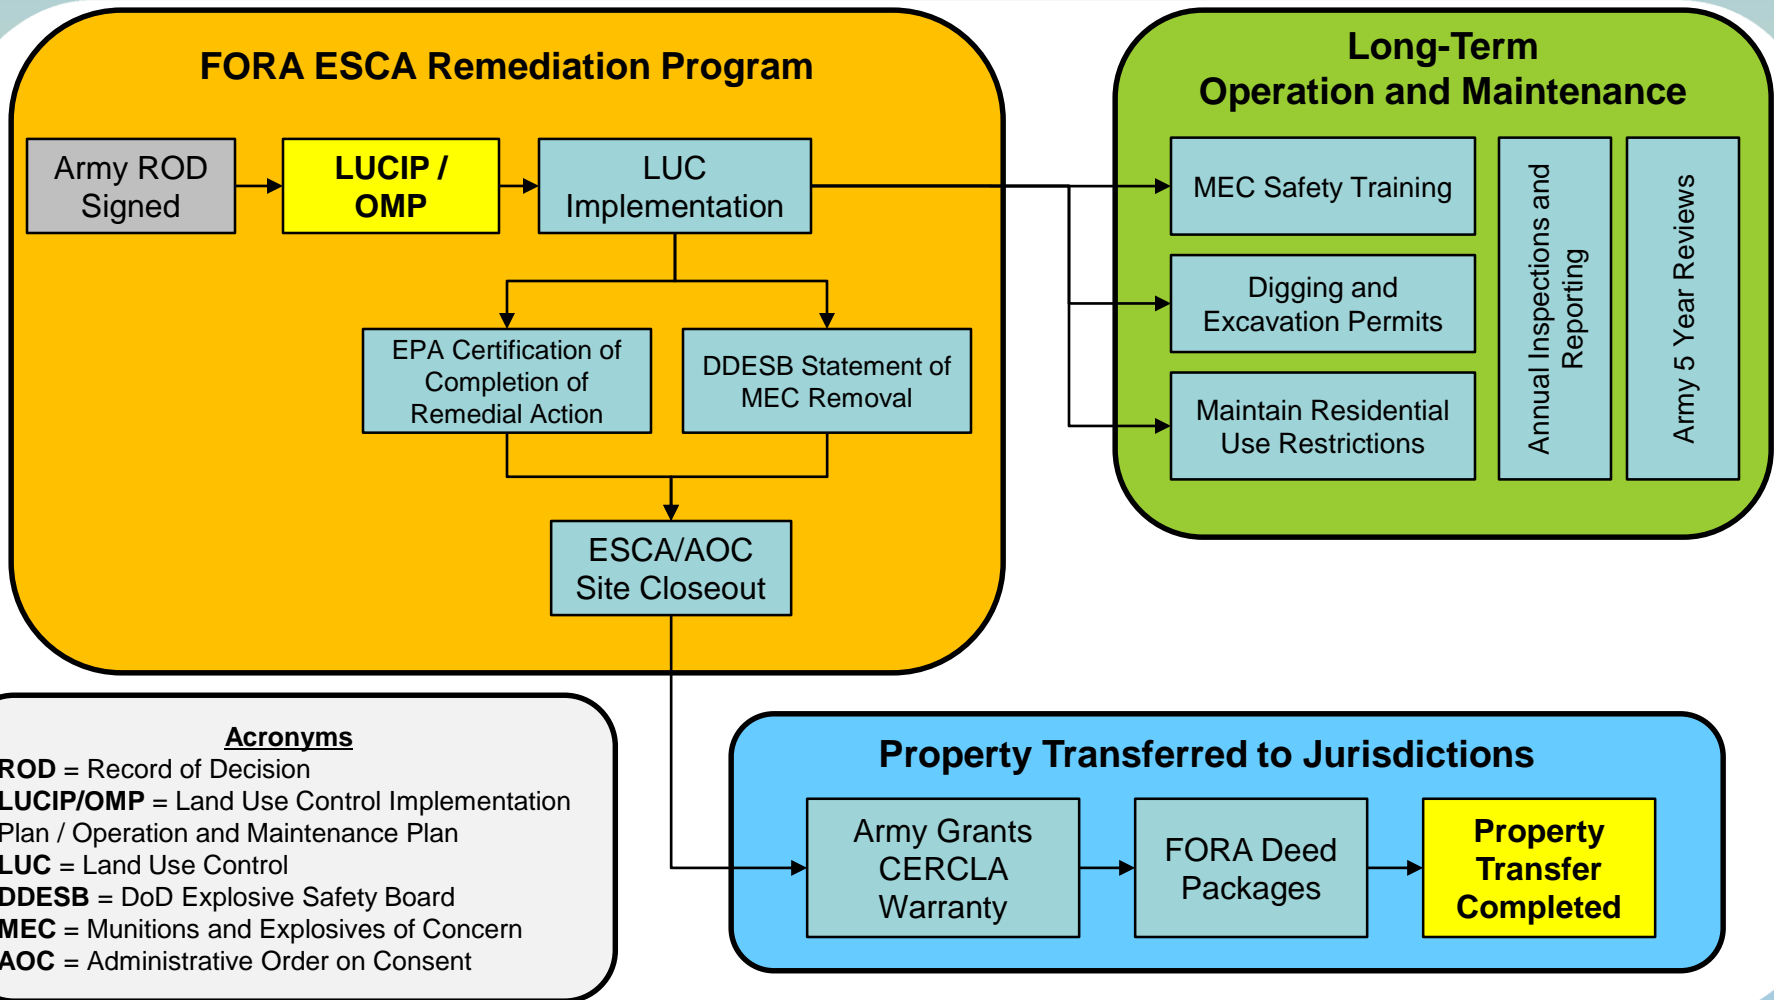 FORA ESCA Remediation Program
Army ROD
Signed
LUCIP /
OMP
LUC
Implementation
EPA Certification of
Completion of
Remedial Action
DDESB Statement of
MEC Removal
ESCA/AOC
Site Closeout
Long-Term
Operation and Maintenance
MEC Safety Training
Digging and
Excavation Permits
Maintain Residential
Use Restrictions
Annual Inspections and
Reporting
Army 5 Year Reviews
Acronyms
ROD = Record of Decision
LUCIP/OMP = Land Use Control Implementation
Plan / Operation and Maintenance Plan
LUC = Land Use Control
DDESB = DoD Explosive Safety Board
MEC = Munitions and Explosives of Concern
AOC = Administrative Order on Consent
Property Transferred to Jurisdictions
Army Grants
CERCLA
Warranty
FORA Deed
Packages
Property
Transfer
Completed